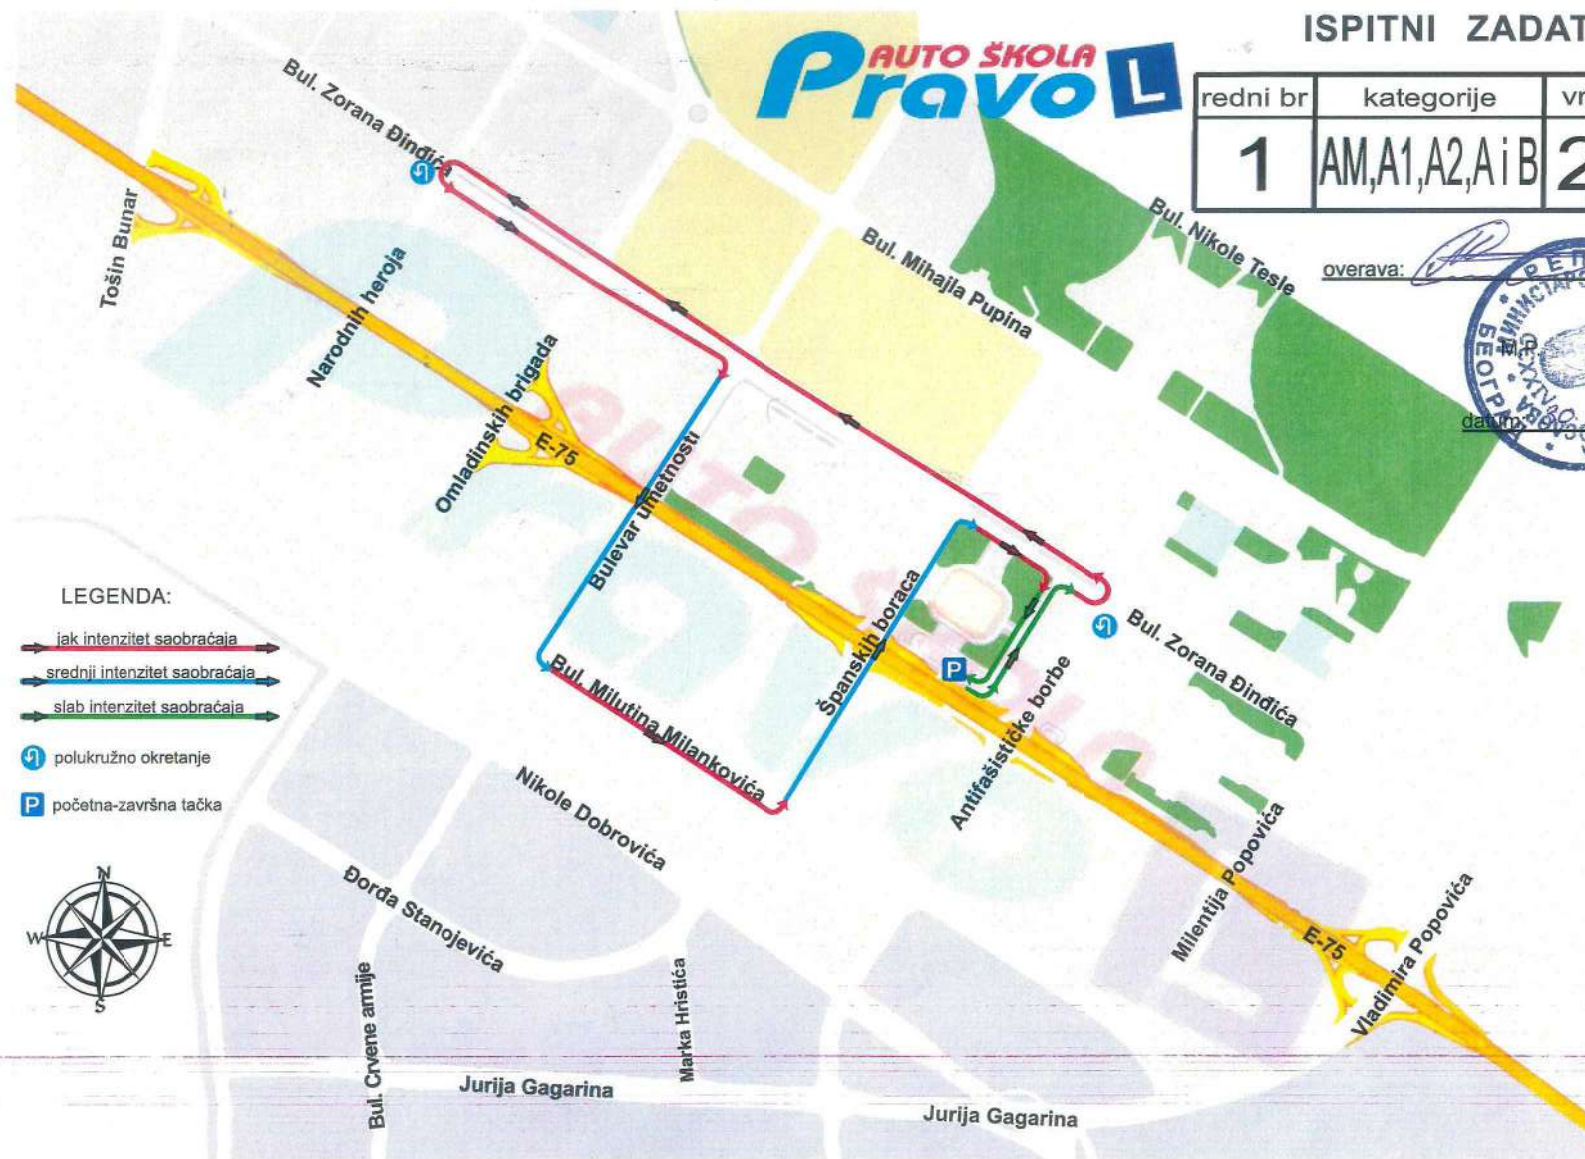 ISPITNI ZADAT
AUTO ŠKOLA
Pravo L
redni br kategorije vr
1 AM,A1,A2,A i B 2
overava:
M.P.
datum:
Bul. Zorana Đinđića
Tošin Bunar
Narodnih heroja
Omladinskih brigada
E-75
Bul. Mihajla Pupina
Bul. Nikole Tesle
Bulevar umetnosti
Španskih boraca
Bul. Milutina Milankovića
P
Antifašističke borbe
Bul. Zorana Đinđića
LEGENDA:
jak intenzitet saobraćaja
srednji intenzitet saobraćaja
slab intenzitet saobraćaja
polukružno okretanje
P početna-završna tačka
N
W E
S
Nikole Dobrovića
Đorđa Stanojevića
Bul. Crvene armije
Marka Hristića
Jurija Gagarina
Jurija Gagarina
Milentija Popovića
E-75
Vladimira Popovića